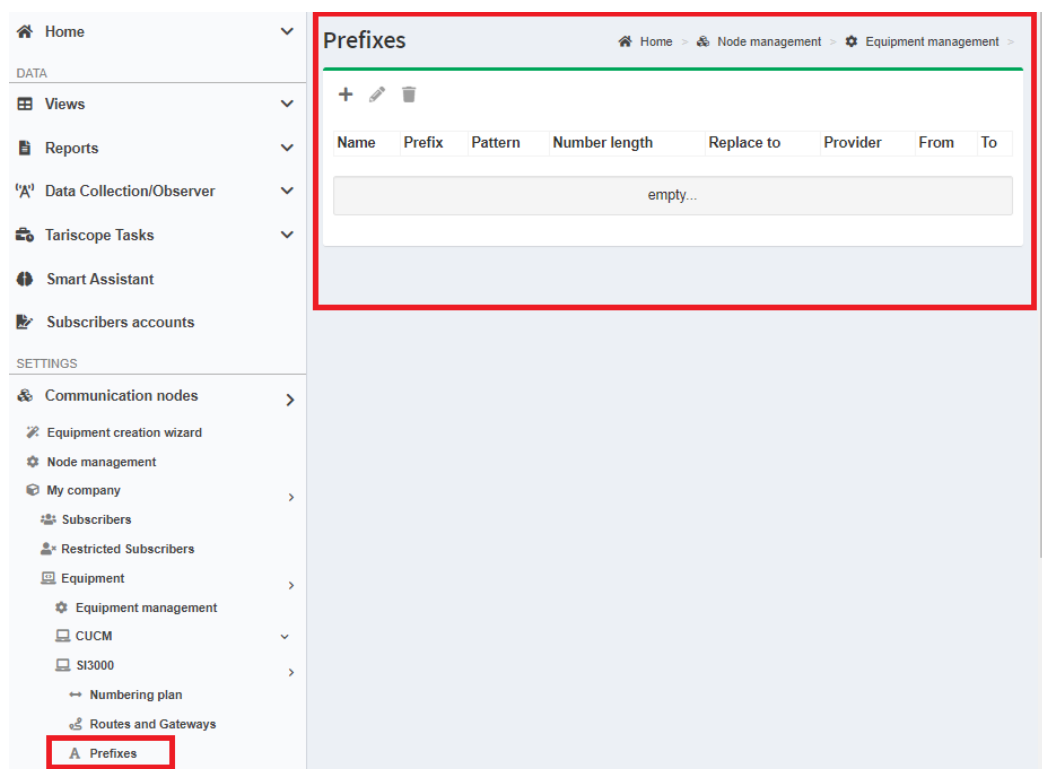 Home
DATA
Views
Reports
Data Collection/Observer
Tariscope Tasks
Smart Assistant
Subscribers accounts
SETTINGS
Communication nodes
Equipment creation wizard
Node management
My company
Subscribers
Restricted Subscribers
Equipment
Equipment management
CUCM
SI3000
Numbering plan
Routes and Gateways
Prefixes
Prefixes
Home > Node management > Equipment management >
Name Prefix Pattern Number length Replace to Provider From To
empty...